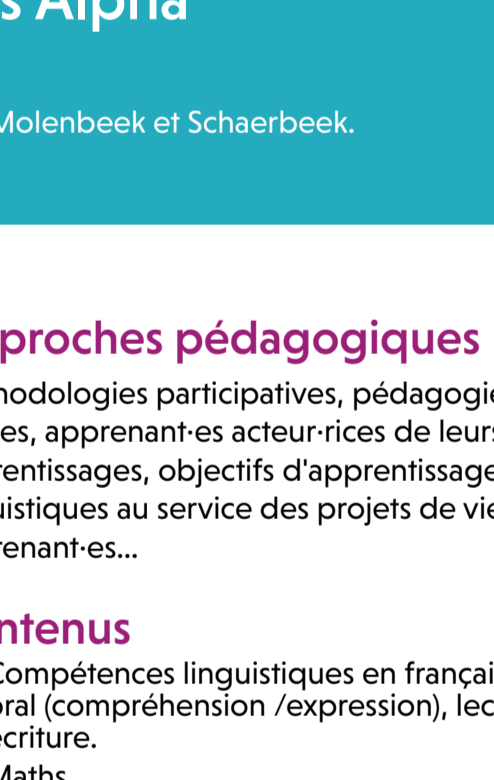 s Alpha
Molenbeek et Schaerbeek.
proches pédagogiques
hodologies participatives, pédagogie
es, apprenant·es acteur·rices de leurs
rentissages, objectifs d'apprentissage
uistiques au service des projets de vie
renant·es...
ntenus
Compétences linguistiques en françai
oral (compréhension /expression), lec
écriture.
Maths